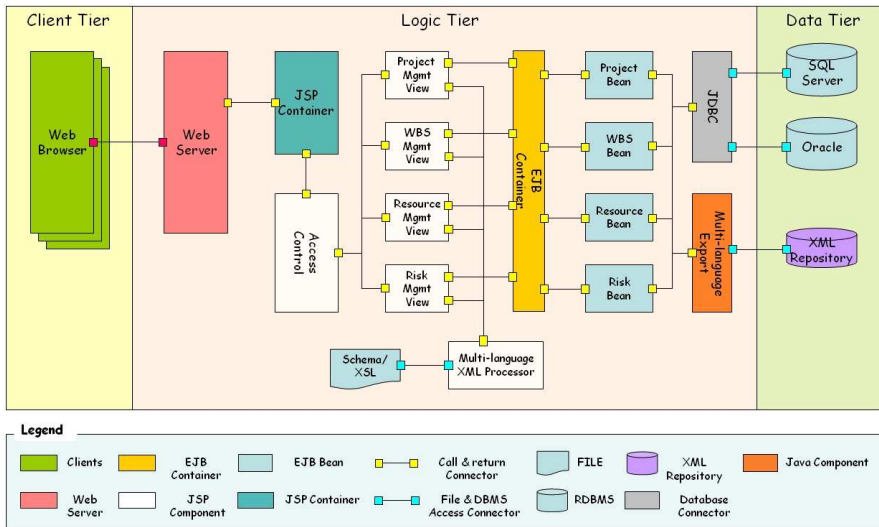 Client Tier
Logic Tier
Data Tier
Web
Browser
Web
Server
JSP
Container
Access
Control
Project
Mgmt
View
WBS
Mgmt
View
Resource
Mgmt
View
Risk
Mgmt
View
EJB
Container
Project
Bean
WBS
Bean
Resource
Bean
Risk
Bean
JDBC
Multi-language
Export
SQL
Server
Oracle
XML
Repository
Schema/
XSL
Multi-language
XML Processor
Legend
Clients
EJB
Container
EJB Bean
Call & return
Connector
FILE
XML
Repository
Java Component
Web
Server
JSP
Component
JSP Container
File & DBMS
Access Connector
RDBMS
Database
Connector